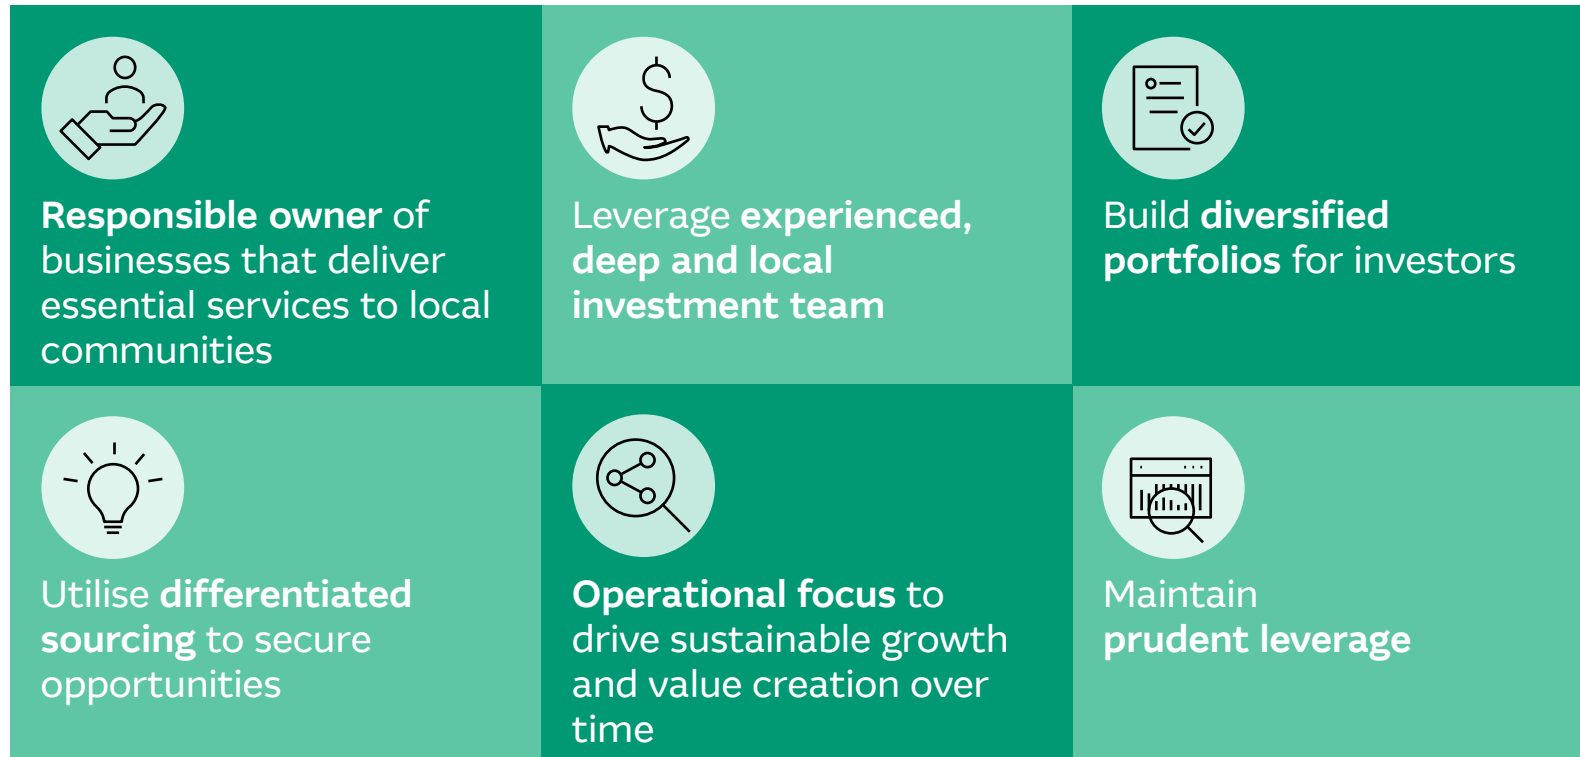 Responsible owner of
businesses that deliver
essential services to local
communities
Leverage experienced,
deep and local
investment team
Build diversified
portfolios for investors
Utilise differentiated
sourcing to secure
opportunities
Operational focus to
drive sustainable growth
and value creation over
time
Maintain
prudent leverage